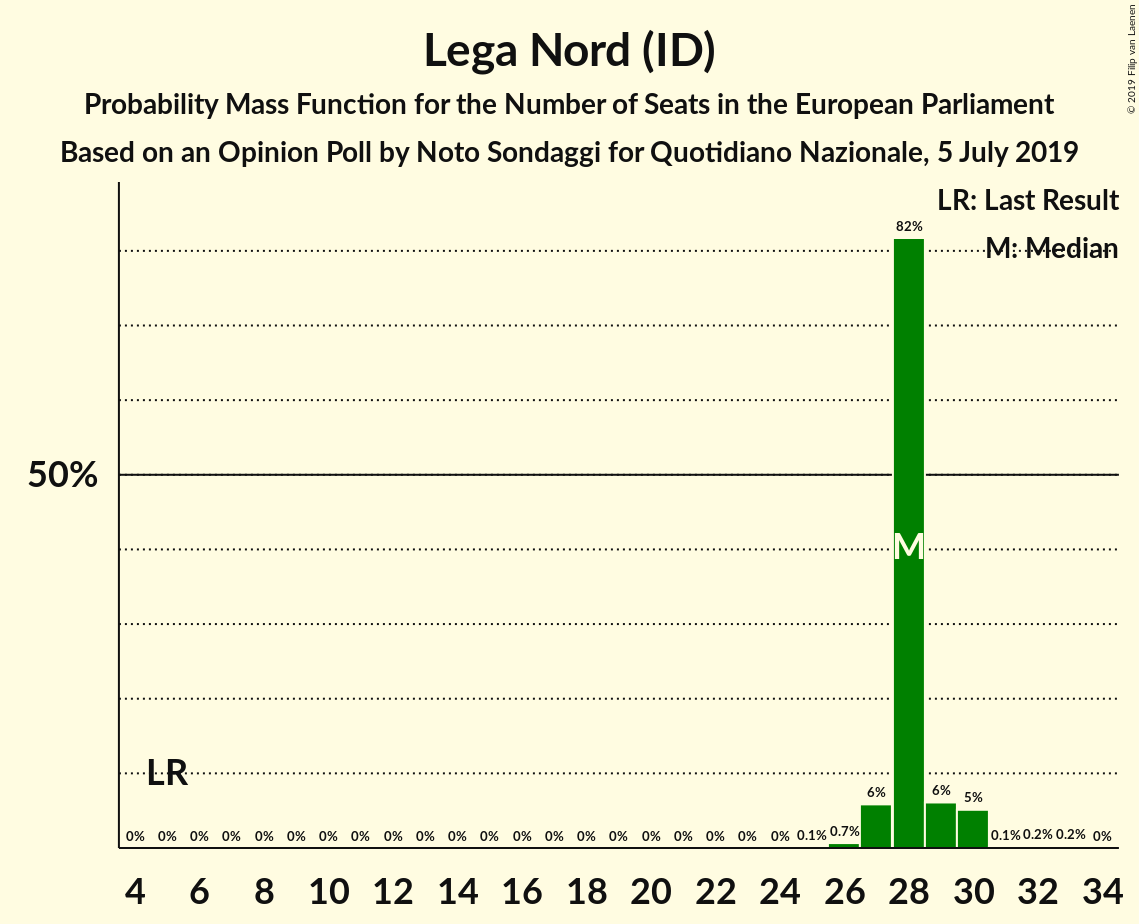 Lega Nord (ID)
Probability Mass Function for the Number of Seats in the European Parliament
Based on an Opinion Poll by Noto Sondaggi for Quotidiano Nazionale, 5 July 2019
© 2019 Filip van Laenen
LR: Last Result
M: Median
82%
50%
M
LR
0% 0% 0% 0% 0% 0% 0% 0% 0% 0% 0% 0% 0% 0% 0% 0% 0% 0% 0% 0% 0% 0.1% 0.7% 6% 6% 5% 0.1% 0.2% 0.2% 0%
4 6 8 10 12 14 16 18 20 22 24 26 28 30 32 34